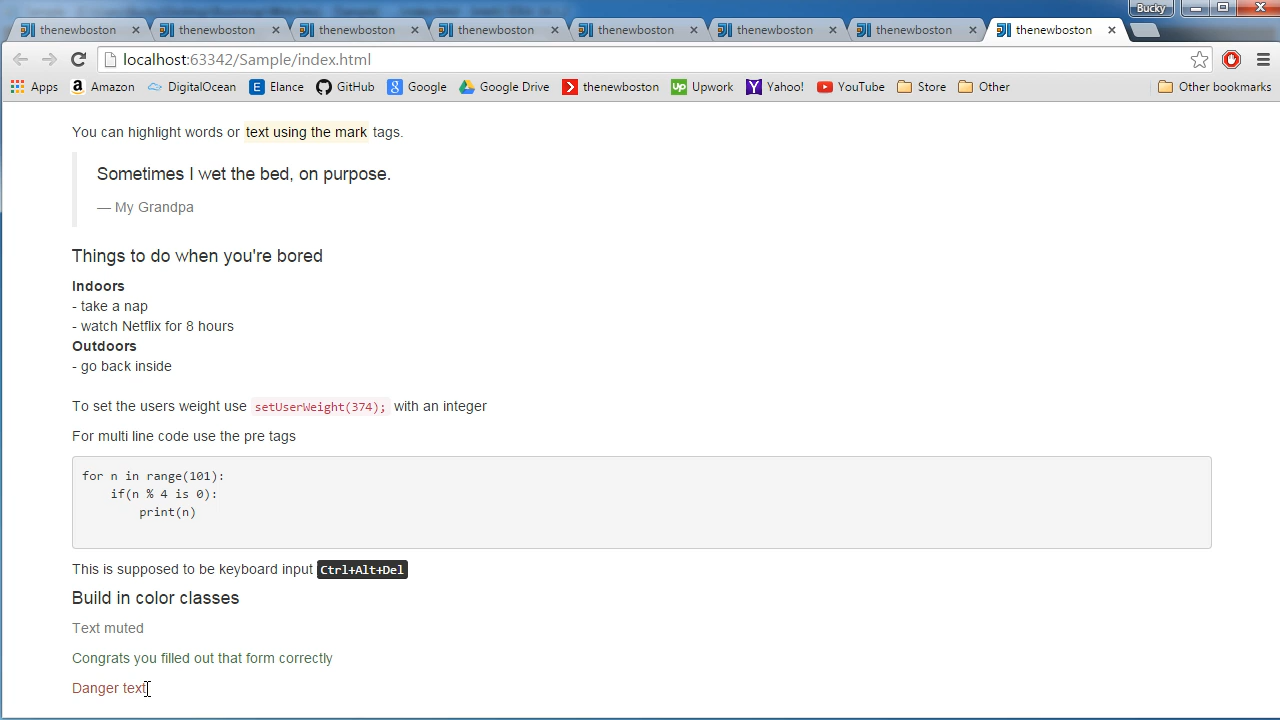 Bucky
thenewboston thenewboston thenewboston thenewboston thenewboston thenewboston thenewboston thenewboston
localhost:63342/Sample/index.html
Apps Amazon DigitalOcean Elance GitHub Google Google Drive thenewboston Upwork Yahoo! YouTube Store Other Other bookmarks
You can highlight words or text using the mark tags.
Sometimes I wet the bed, on purpose.
— My Grandpa
Things to do when you're bored
Indoors
- take a nap
- watch Netflix for 8 hours
Outdoors
- go back inside
To set the users weight use setUserWeight(374); with an integer
For multi line code use the pre tags
for n in range(101):
    if(n % 4 is 0):
        print(n)
This is supposed to be keyboard input Ctrl+Alt+Del
Build in color classes
Text muted
Congrats you filled out that form correctly
Danger text